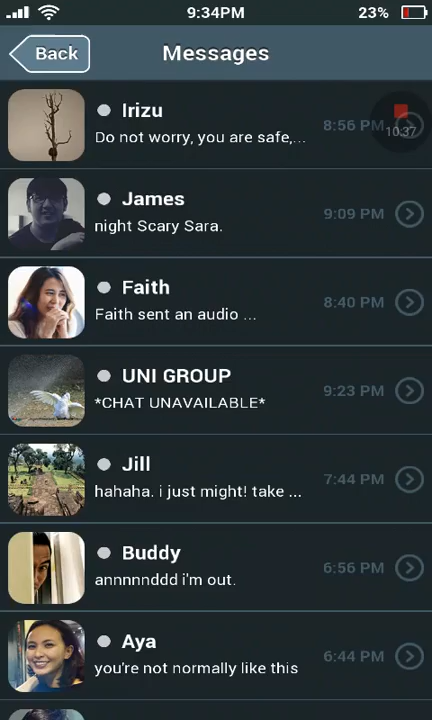 9:34PM 23%
Back Messages
Irizu
Do not worry, you are safe,... 8:56 PM
10:37
James
night Scary Sara. 9:09 PM
Faith
Faith sent an audio ... 8:40 PM
UNI GROUP
*CHAT UNAVAILABLE* 9:23 PM
Jill
hahaha. i just might! take ... 7:44 PM
Buddy
annnnnddd i'm out. 6:56 PM
Aya
you're not normally like this 6:44 PM